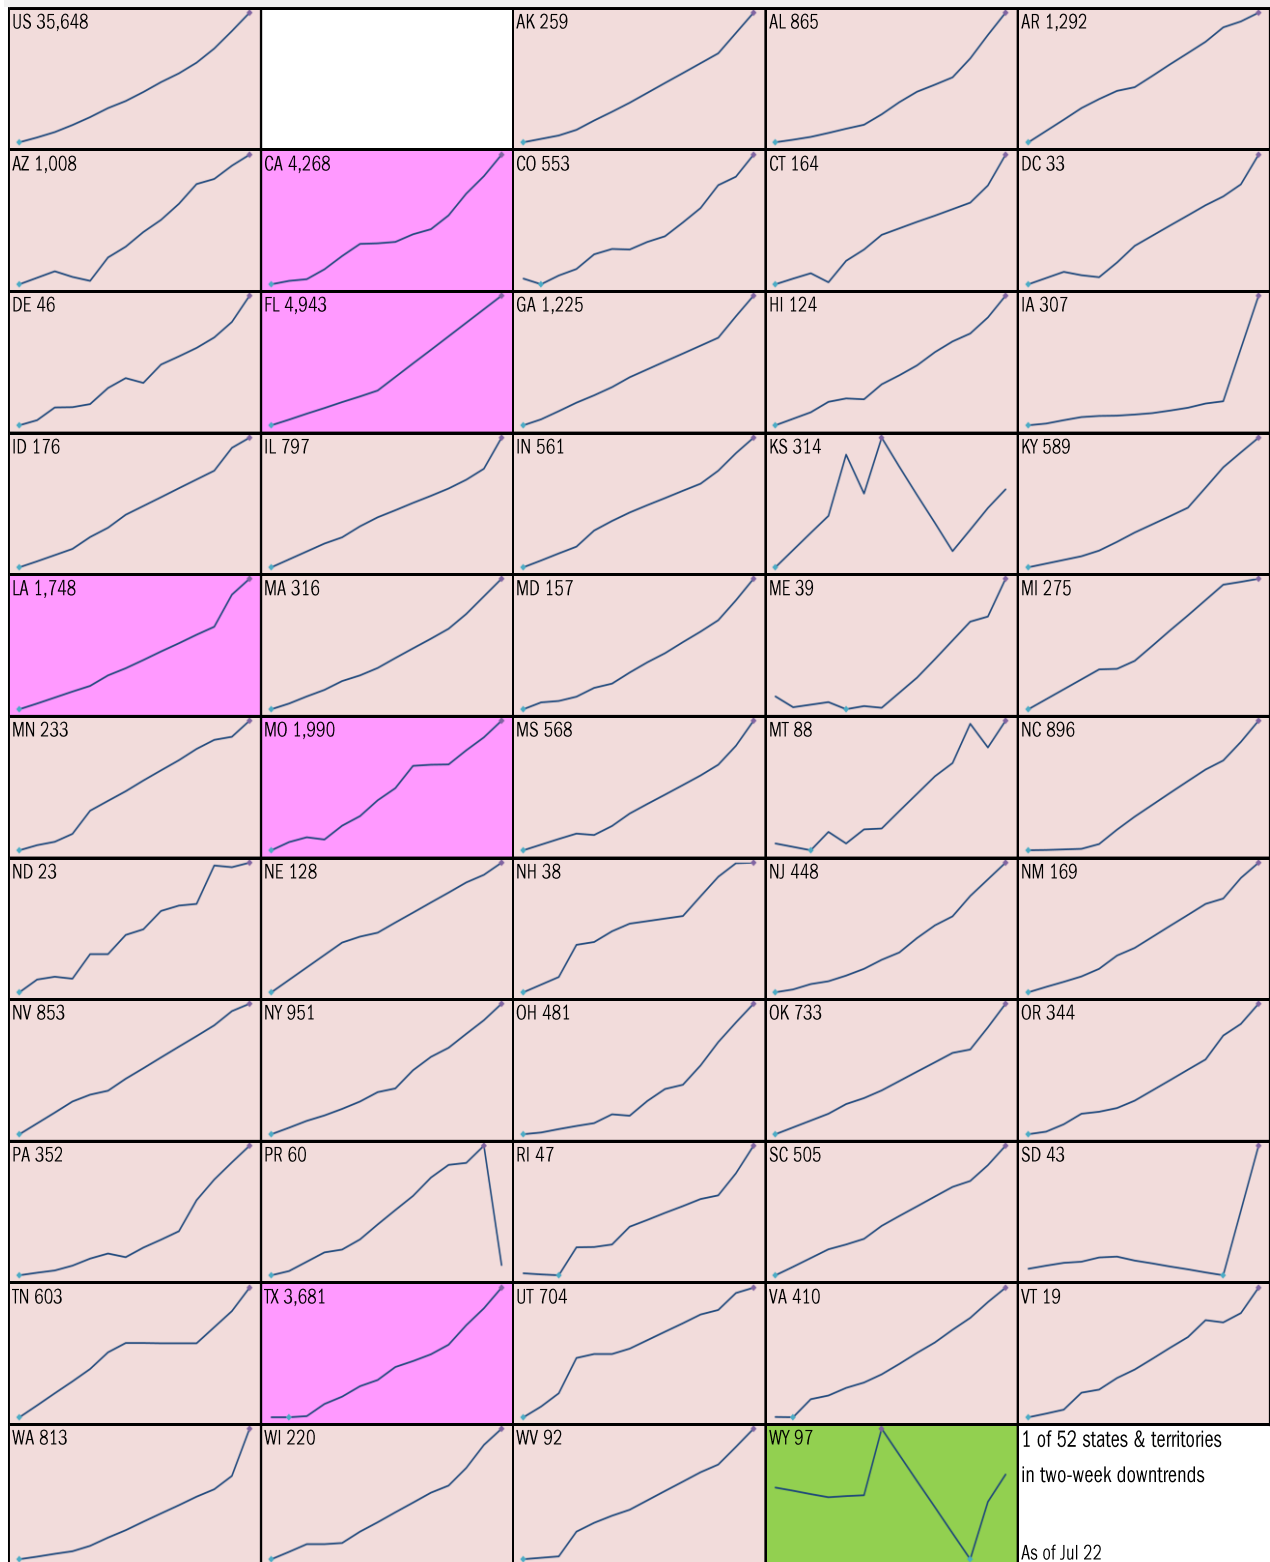 US 35,648
AK 259
AL 865
AR 1,292
AZ 1,008
CA 4,268
CO 553
CT 164
DC 33
DE 46
FL 4,943
GA 1,225
HI 124
IA 307
ID 176
IL 797
IN 561
KS 314
KY 589
LA 1,748
MA 316
MD 157
ME 39
MI 275
MN 233
MO 1,990
MS 568
MT 88
NC 896
ND 23
NE 128
NH 38
NJ 448
NM 169
NV 853
NY 951
OH 481
OK 733
OR 344
PA 352
PR 60
RI 47
SC 505
SD 43
TN 603
TX 3,681
UT 704
VA 410
VT 19
WA 813
WI 220
WV 92
WY 97
1 of 52 states & territories
in two-week downtrends
As of Jul 22